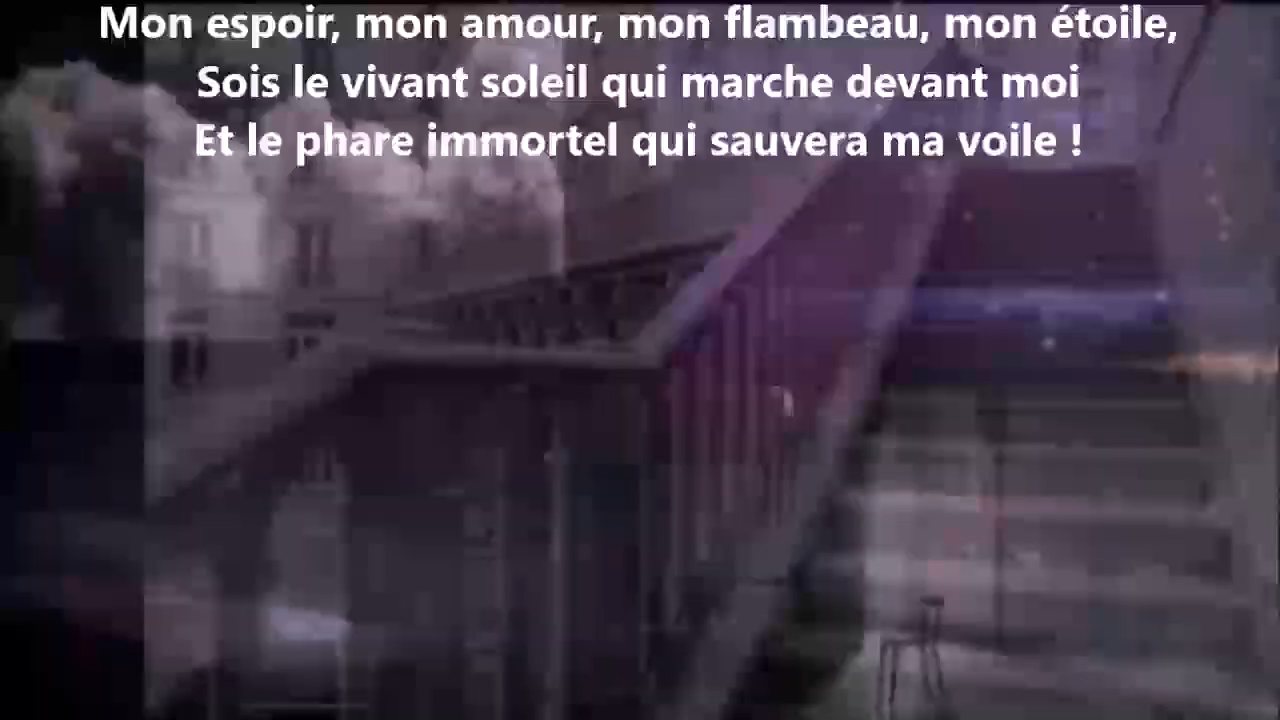 Mon espoir, mon amour, mon flambeau, mon étoile,
Sois le vivant soleil qui marche devant moi
Et le phare immortel qui sauvera ma voile !